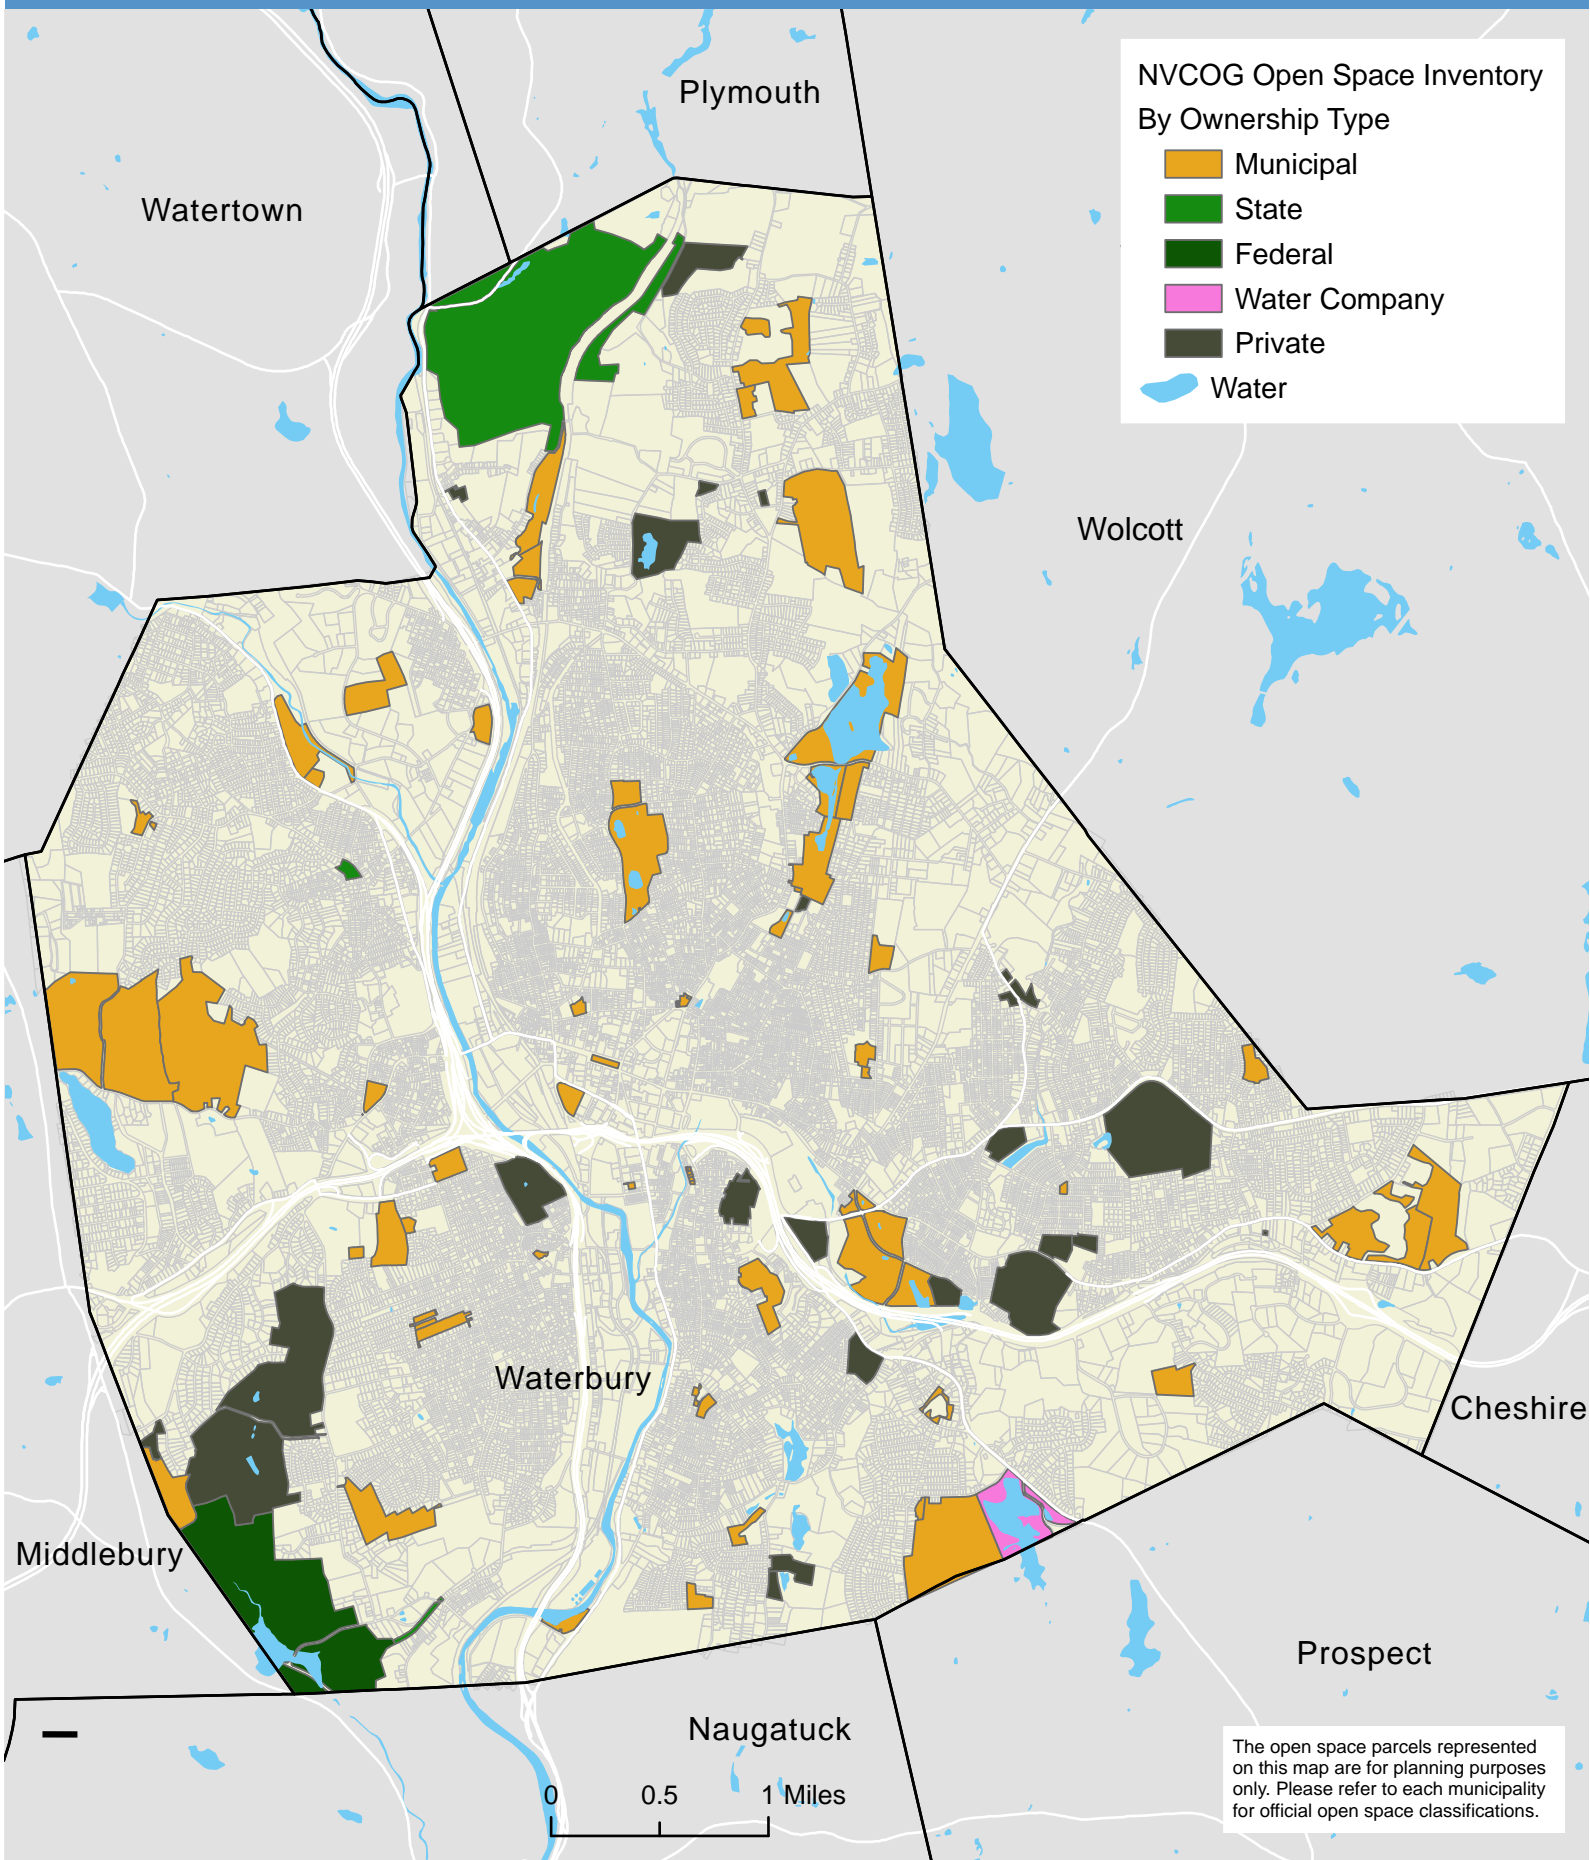 Plymouth
NVCOG Open Space Inventory
By Ownership Type
Municipal
State
Federal
Water Company
Private
Water
Watertown
Wolcott
Waterbury
Cheshire
Middlebury
Prospect
Naugatuck
0 0.5 1 Miles
The open space parcels represented
on this map are for planning purposes
only. Please refer to each municipality
for official open space classifications.